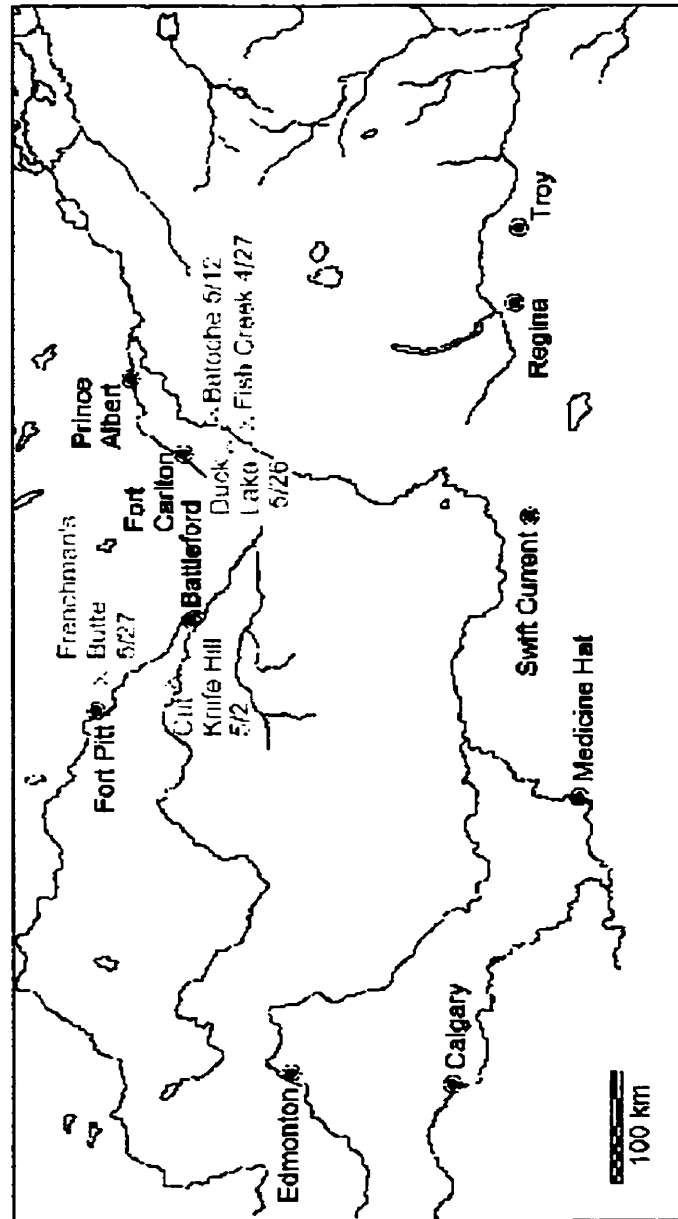 Frenchman's
Butte
5/27
Fort Pitt
Prince
Albert
Fort
Carlton
Battleford
Cut
Knife Hill
5/2
Duck
Lake
5/26
Batoche 5/12
Fish Creek 4/27
Edmonton
Calgary
Medicine Hat
Swift Current
Regina
Troy
100 km